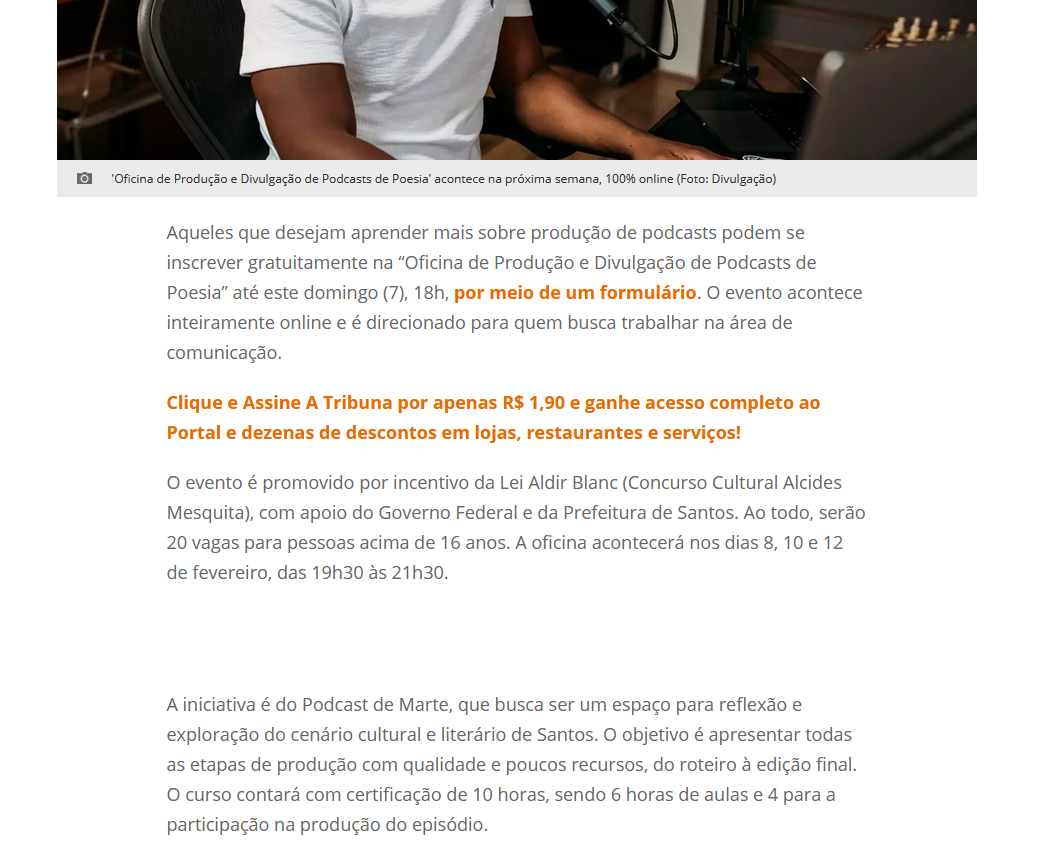 'Oficina de Produção e Divulgação de Podcasts de Poesia' acontece na próxima semana, 100% online (Foto: Divulgação)
Aqueles que desejam aprender mais sobre produção de podcasts podem se
inscrever gratuitamente na “Oficina de Produção e Divulgação de Podcasts de
Poesia” até este domingo (7), 18h, por meio de um formulário. O evento acontece
inteiramente online e é direcionado para quem busca trabalhar na área de
comunicação.
Clique e Assine A Tribuna por apenas R$ 1,90 e ganhe acesso completo ao
Portal e dezenas de descontos em lojas, restaurantes e serviços!
O evento é promovido por incentivo da Lei Aldir Blanc (Concurso Cultural Alcides
Mesquita), com apoio do Governo Federal e da Prefeitura de Santos. Ao todo, serão
20 vagas para pessoas acima de 16 anos. A oficina acontecerá nos dias 8, 10 e 12
de fevereiro, das 19h30 às 21h30.
A iniciativa é do Podcast de Marte, que busca ser um espaço para reflexão e
exploração do cenário cultural e literário de Santos. O objetivo é apresentar todas
as etapas de produção com qualidade e poucos recursos, do roteiro à edição final.
O curso contará com certificação de 10 horas, sendo 6 horas de aulas e 4 para a
participação na produção do episódio.